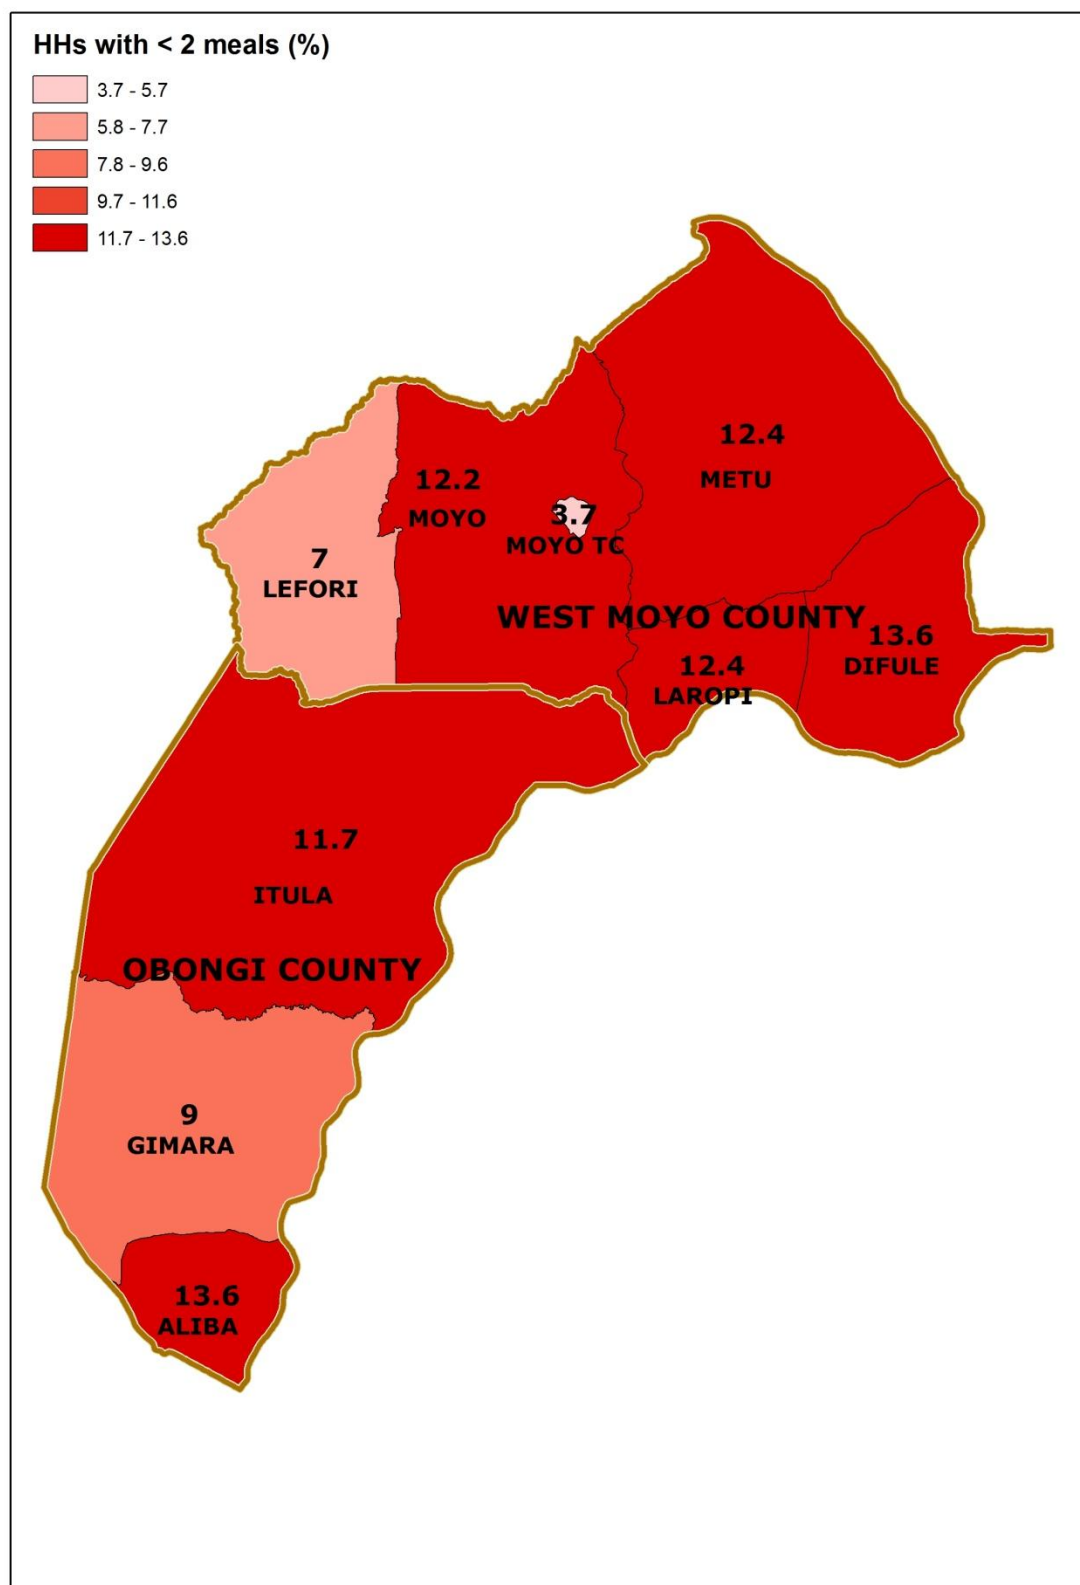 HHs with < 2 meals (%)
3.7 - 5.7
5.8 - 7.7
7.8 - 9.6
9.7 - 11.6
11.7 - 13.6
12.4
METU
12.2
MOYO
3.7
MOYO TC
7
LEFORI
WEST MOYO COUNTY
13.6
DIFULE
12.4
LAROPI
11.7
ITULA
OBONGI COUNTY
9
GIMARA
13.6
ALIBA